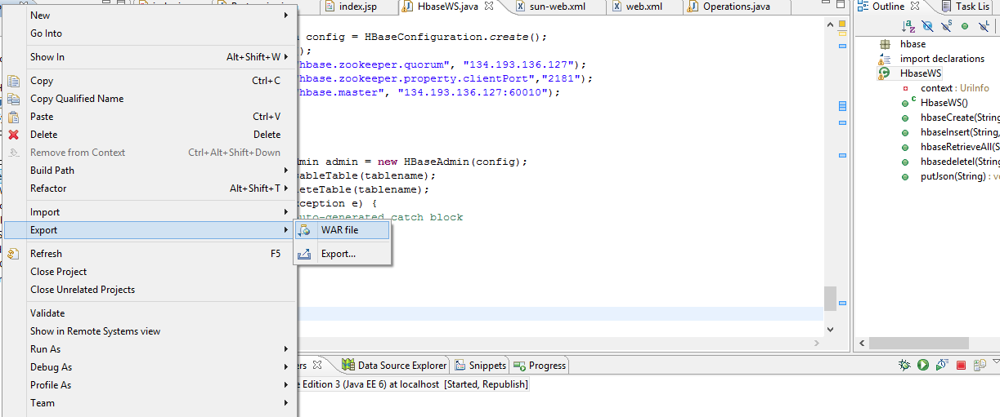 index.jsp
HbaseWS.java
sun-web.xml
web.xml
Operations.java
Outline
Task Lis
New
Go Into
Show In Alt+Shift+W
Copy Ctrl+C
Copy Qualified Name
Paste Ctrl+V
Delete Delete
Remove from Context Ctrl+Alt+Shift+Down
Build Path
Refactor Alt+Shift+T
Import
Export
Refresh F5
Close Project
Close Unrelated Projects
Validate
Show in Remote Systems view
Run As
Debug As
Profile As
Team
WAR file
Export...
config = HBaseConfiguration.create();
);
hbase.zookeeper.quorum", "134.193.136.127");
hbase.zookeeper.property.clientPort","2181");
hbase.master", "134.193.136.127:60010");
dmin admin = new HBaseAdmin(config);
sableTable(tablename);
leteTable(tablename);
ception e) {
uto-generated catch block
hbase
import declarations
HbaseWS
context : UriInfo
HbaseWS()
hbaseCreate(String,
hbaseInsert(String,
hbaseRetrieveAll(String
hbasedeletel(String
putJson(String) : vo
ers
Data Source Explorer
Snippets
Progress
e Edition 3 (Java EE 6) at localhost [Started, Republish]